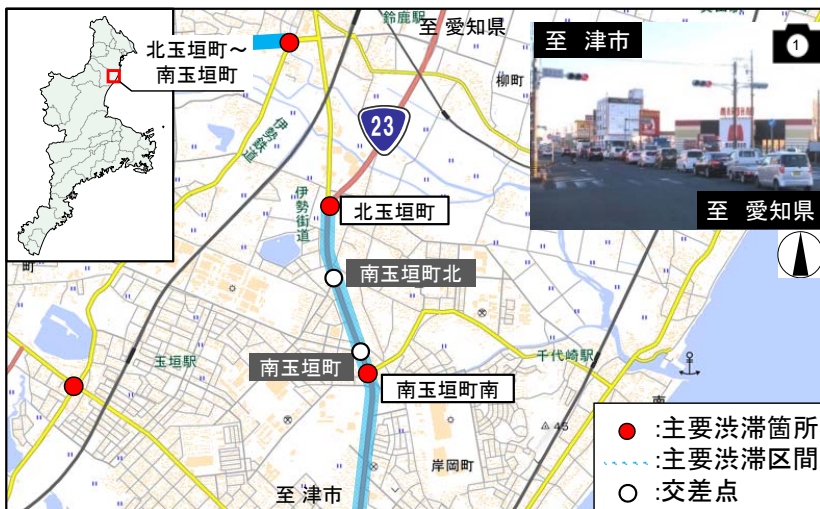 北玉垣町～
南玉垣町
鈴鹿駅
至 愛知県
柳町
23
伊勢鉄道
伊勢街道
北玉垣町
南玉垣町北
南玉垣町
南玉垣町南
玉垣駅
千代崎駅
町
南
45
岸岡町
至 津市
至 津市
1
至 愛知県
:主要渋滞箇所
:主要渋滞区間
:交差点